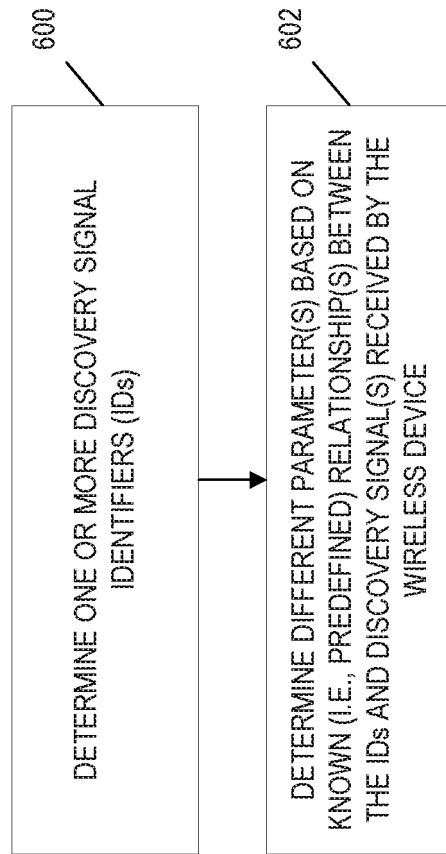 600
DETERMINE ONE OR MORE DISCOVERY SIGNAL
IDENTIFIERS (IDs)
602
DETERMINE DIFFERENT PARAMETER(S) BASED ON
KNOWN (I.E., PREDEFINED) RELATIONSHIP(S) BETWEEN
THE IDs AND DISCOVERY SIGNAL(S) RECEIVED BY THE
WIRELESS DEVICE